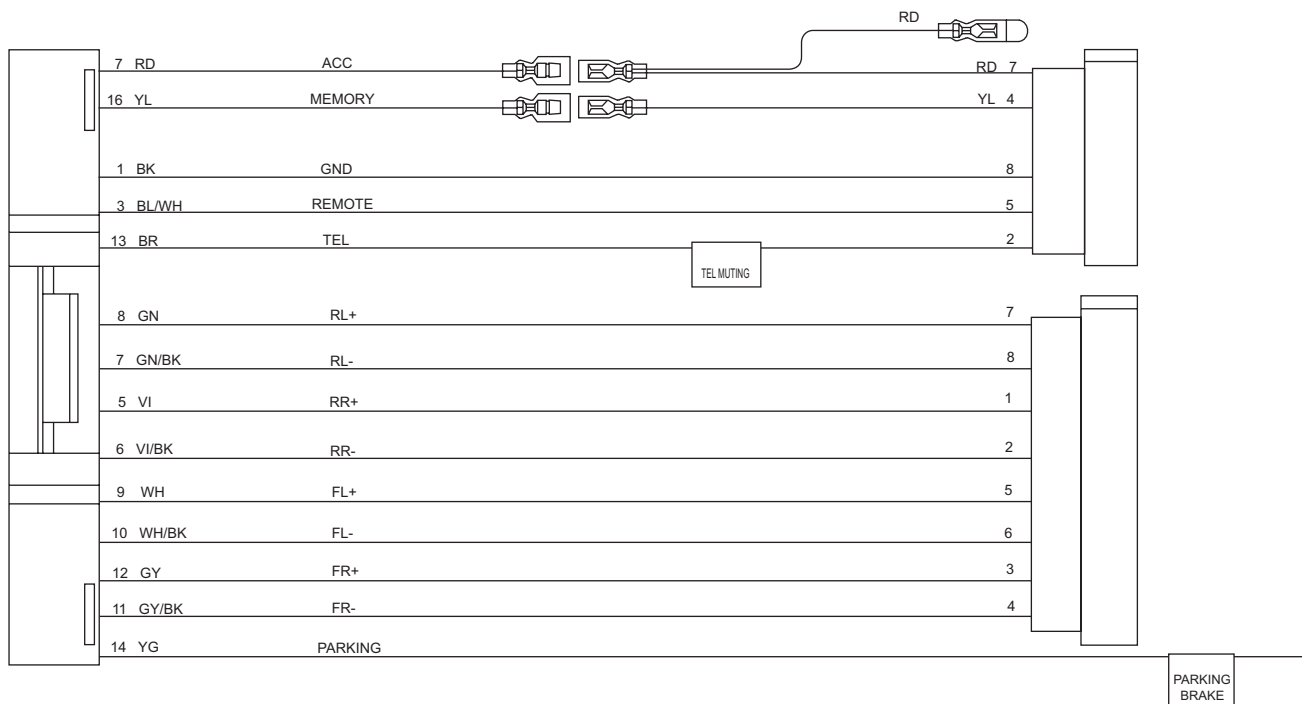 RD
7 RD ACC RD 7
16 YL MEMORY YL 4
1 BK GND 8
3 BL/WH REMOTE 5
13 BR TEL 2
TEL MUTING
8 GN RL+ 7
7 GN/BK RL- 8
5 VI RR+ 1
6 VI/BK RR- 2
9 WH FL+ 5
10 WH/BK FL- 6
12 GY FR+ 3
11 GY/BK FR- 4
14 YG PARKING
PARKING
BRAKE